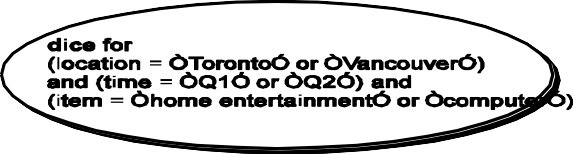 dice for
(location = ÒTorontoÓ or ÒVancouverÓ)
and (time = ÒQ1Ó or ÒQ2Ó) and
(item = Òhome entertainmentÓ or ÒcomputerÓ)